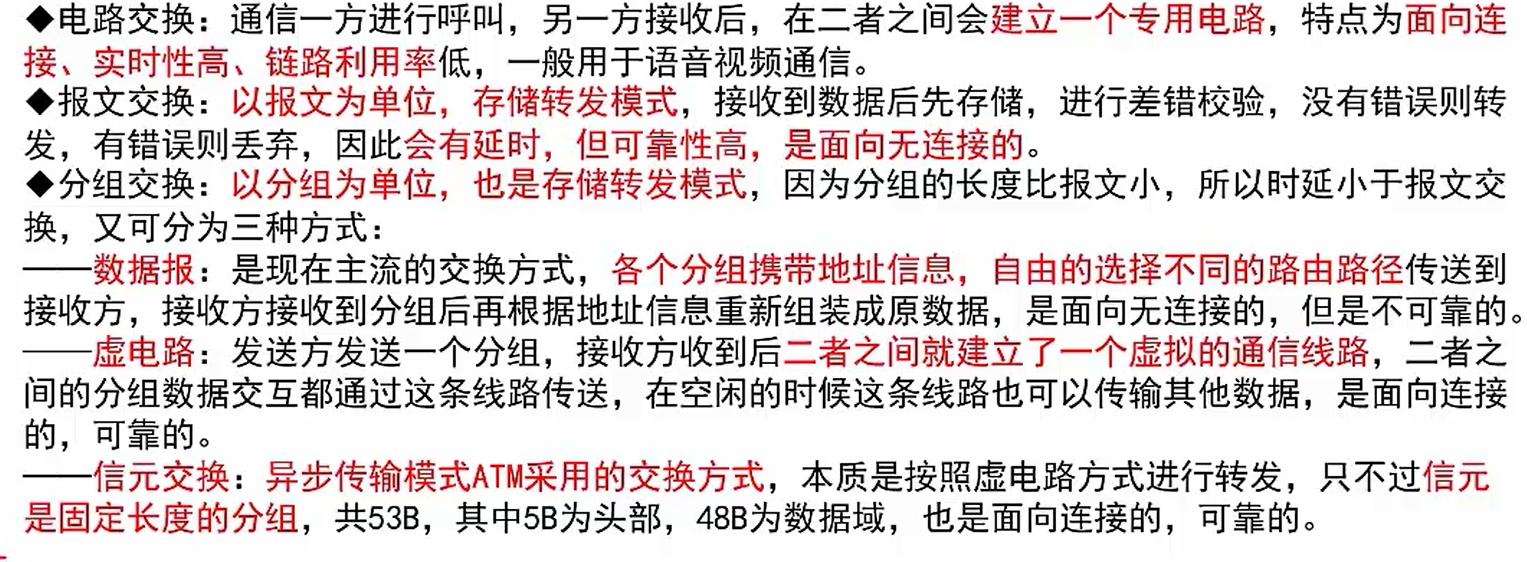 ◆电路交换：通信一方进行呼叫，另一方接收后，在二者之间会建立一个专用电路，特点为面向连
接、实时性高、链路利用率低，一般用于语音视频通信。
◆报文交换：以报文为单位，存储转发模式，接收到数据后先存储，进行差错校验，没有错误则转
发，有错误则丢弃，因此会有延时，但可靠性高，是面向无连接的。
◆分组交换：以分组为单位，也是存储转发模式，因为分组的长度比报文小，所以时延小于报文交
换，又可分为三种方式：
——数据报：是现在主流的交换方式，各个分组携带地址信息，自由的选择不同的路由路径传送到
接收方，接收方接收到分组后再根据地址信息重新组装成原数据，是面向无连接的，但是不可靠的。
——虚电路：发送方发送一个分组，接收方收到后二者之间就建立了一个虚拟的通信线路，二者之
间的分组数据交互都通过这条线路传送，在空闲的时候这条线路也可以传输其他数据，是面向连接
的，可靠的。
——信元交换：异步传输模式ATM采用的交换方式，本质是按照虚电路方式进行转发，只不过信元
是固定长度的分组，共53B，其中5B为头部，48B为数据域，也是面向连接的，可靠的。